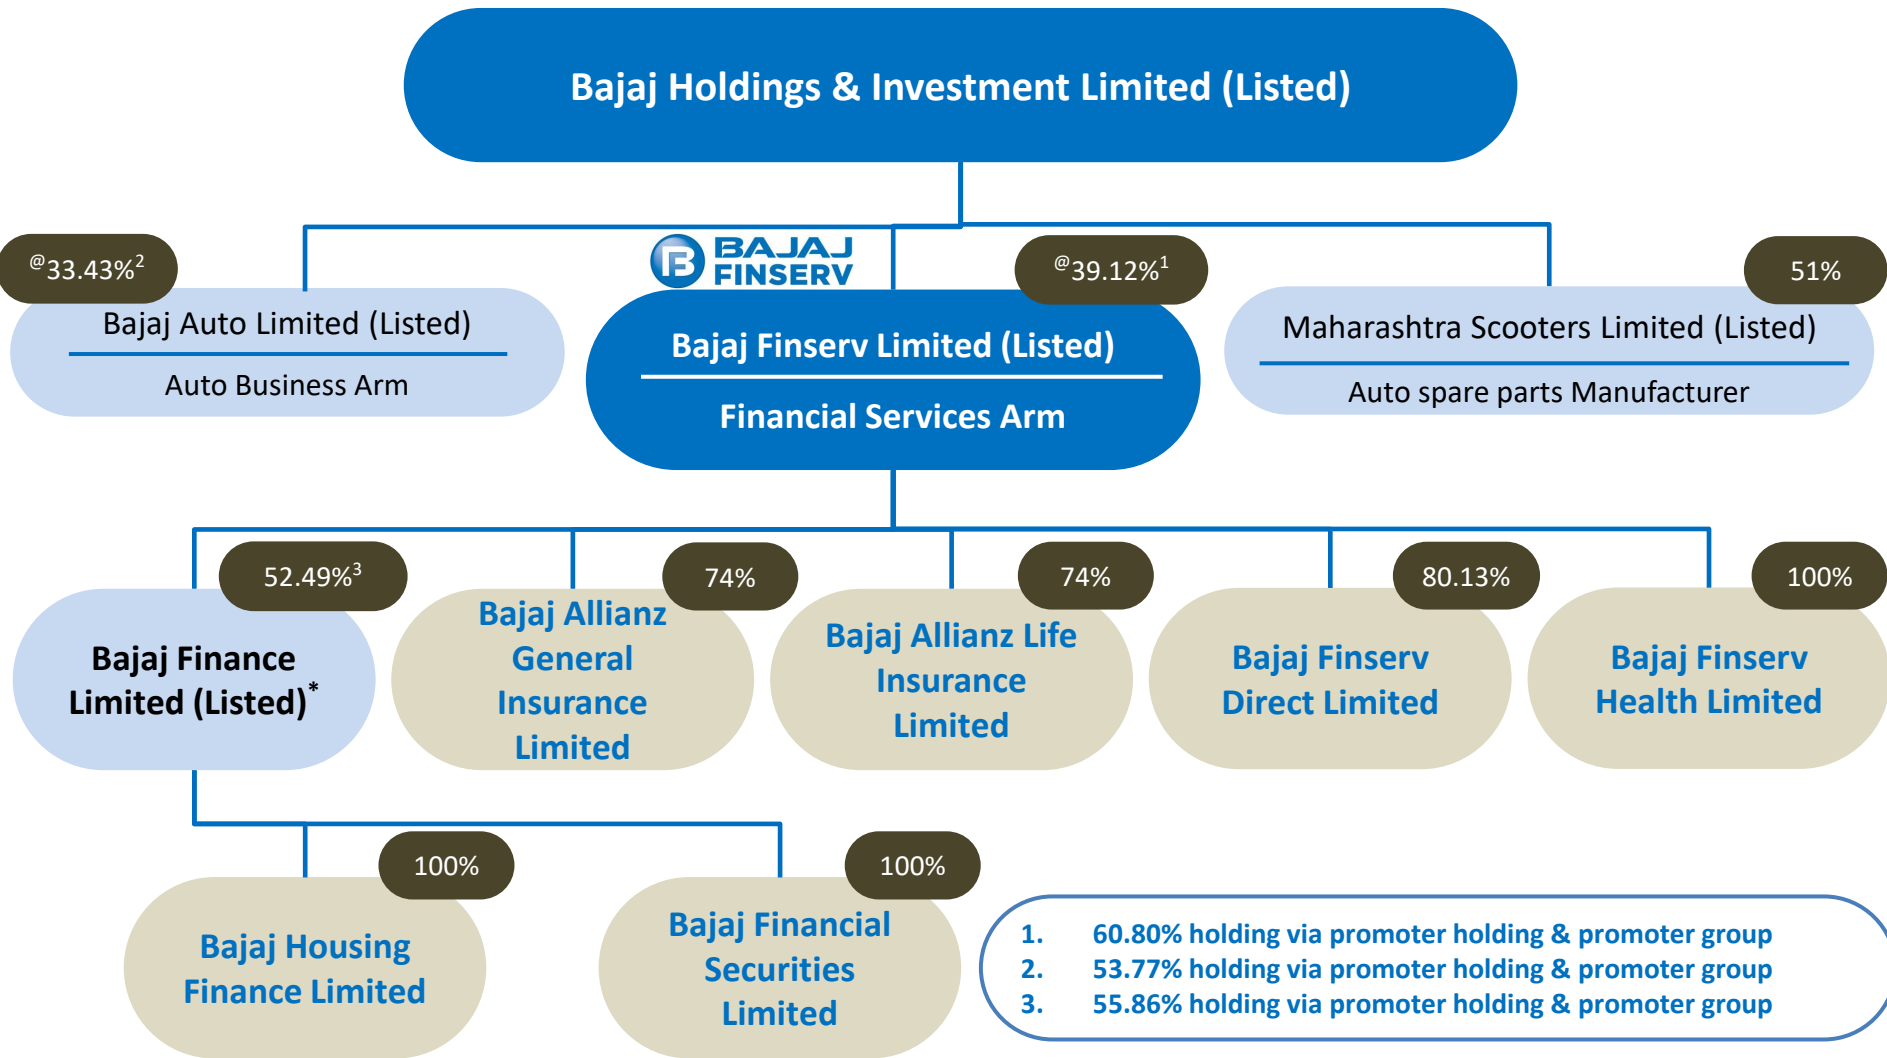 Bajaj Holdings & Investment Limited (Listed)
@33.43%2
BAJAJ
FINSERV
@39.12%1
51%
Bajaj Auto Limited (Listed)
Auto Business Arm
Bajaj Finserv Limited (Listed)
Financial Services Arm
Maharashtra Scooters Limited (Listed)
Auto spare parts Manufacturer
52.49%3
74%
74%
80.13%
100%
Bajaj Finance
Limited (Listed)*
Bajaj Allianz
General
Insurance
Limited
Bajaj Allianz Life
Insurance
Limited
Bajaj Finserv
Direct Limited
Bajaj Finserv
Health Limited
100%
100%
Bajaj Housing
Finance Limited
Bajaj Financial
Securities
Limited
1. 60.80% holding via promoter holding & promoter group
2. 53.77% holding via promoter holding & promoter group
3. 55.86% holding via promoter holding & promoter group